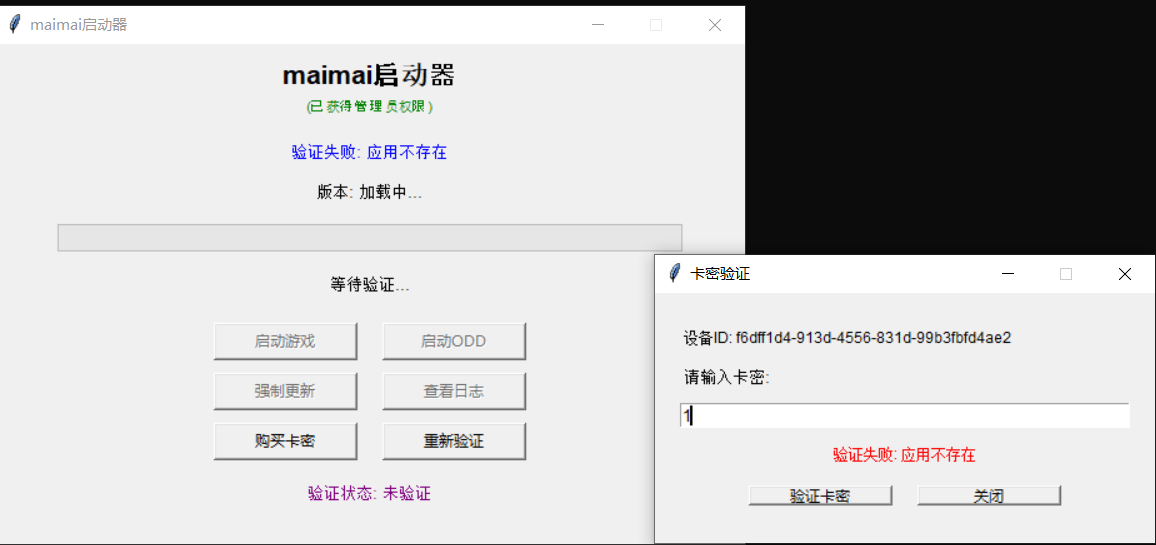 maimai启动器
maimai启动器
(已获得管理员权限)
验证失败: 应用不存在
版本: 加载中...
等待验证...
启动游戏
启动ODD
强制更新
查看日志
购买卡密
重新验证
验证状态: 未验证
卡密验证
设备ID: f6dff1d4-913d-4556-831d-99b3fbfd4ae2
请输入卡密:
1
验证失败: 应用不存在
验证卡密
关闭